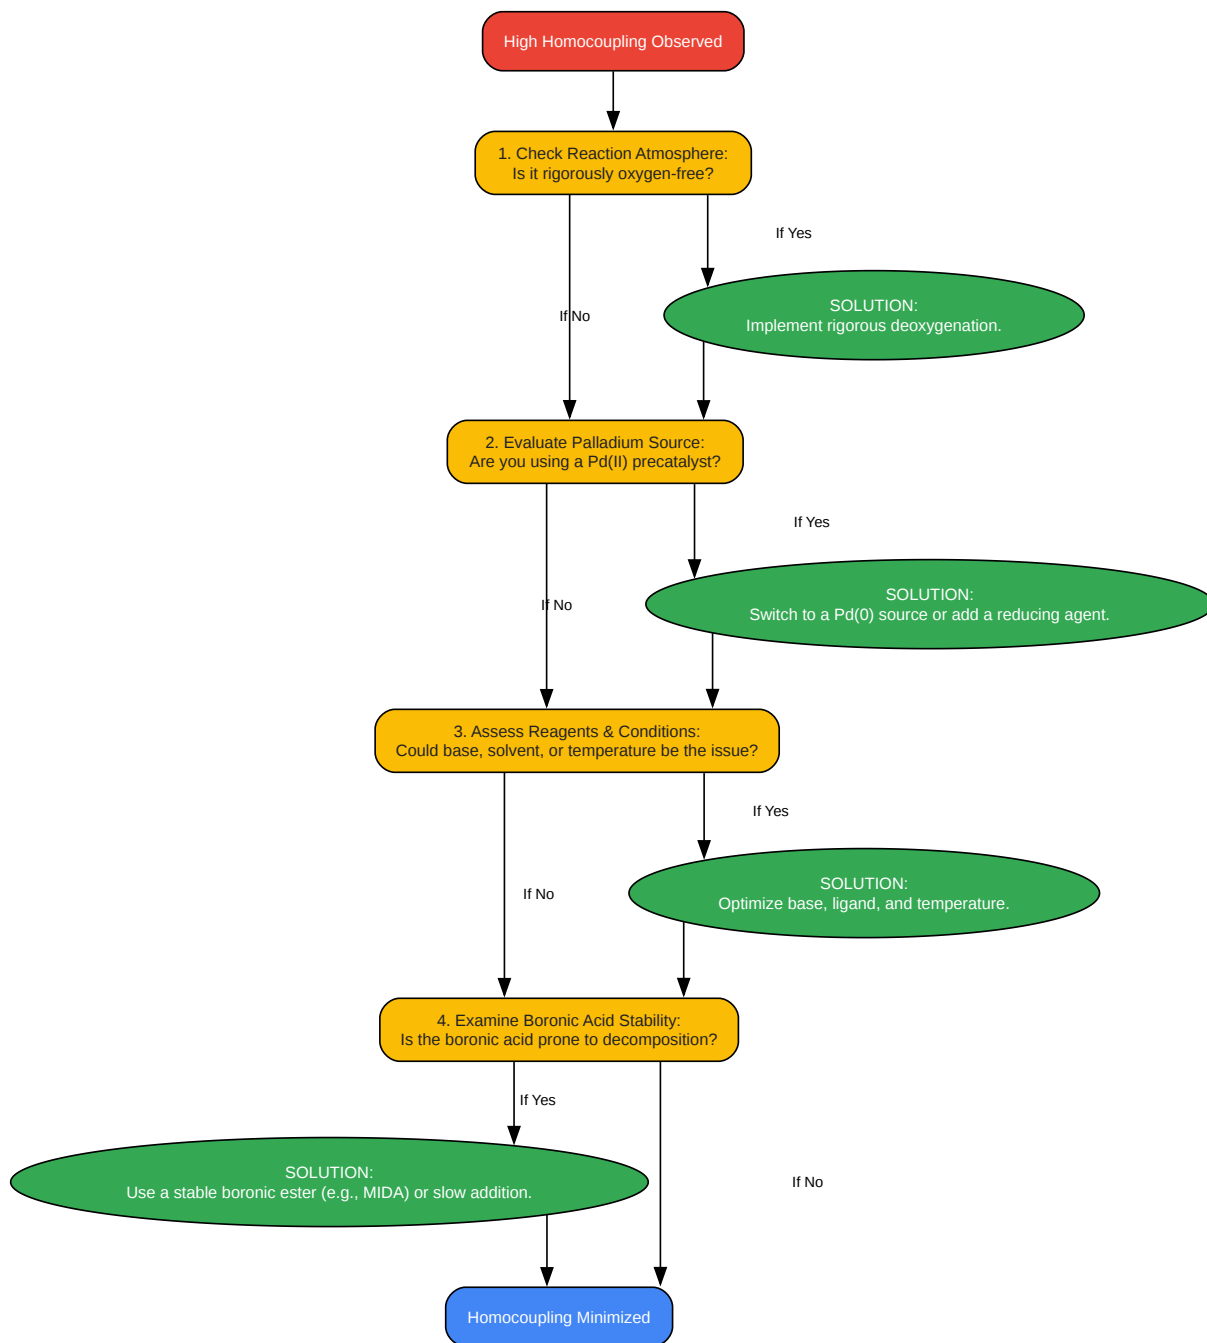 High Homocoupling Observed
1. Check Reaction Atmosphere:
Is it rigorously oxygen-free?
If Yes
If No
SOLUTION:
Implement rigorous deoxygenation.
2. Evaluate Palladium Source:
Are you using a Pd(II) precatalyst?
If Yes
If No
SOLUTION:
Switch to a Pd(0) source or add a reducing agent.
3. Assess Reagents & Conditions:
Could base, solvent, or temperature be the issue?
If Yes
If No
SOLUTION:
Optimize base, ligand, and temperature.
4. Examine Boronic Acid Stability:
Is the boronic acid prone to decomposition?
If Yes
SOLUTION:
Use a stable boronic ester (e.g., MIDA) or slow addition.
If No
Homocoupling Minimized